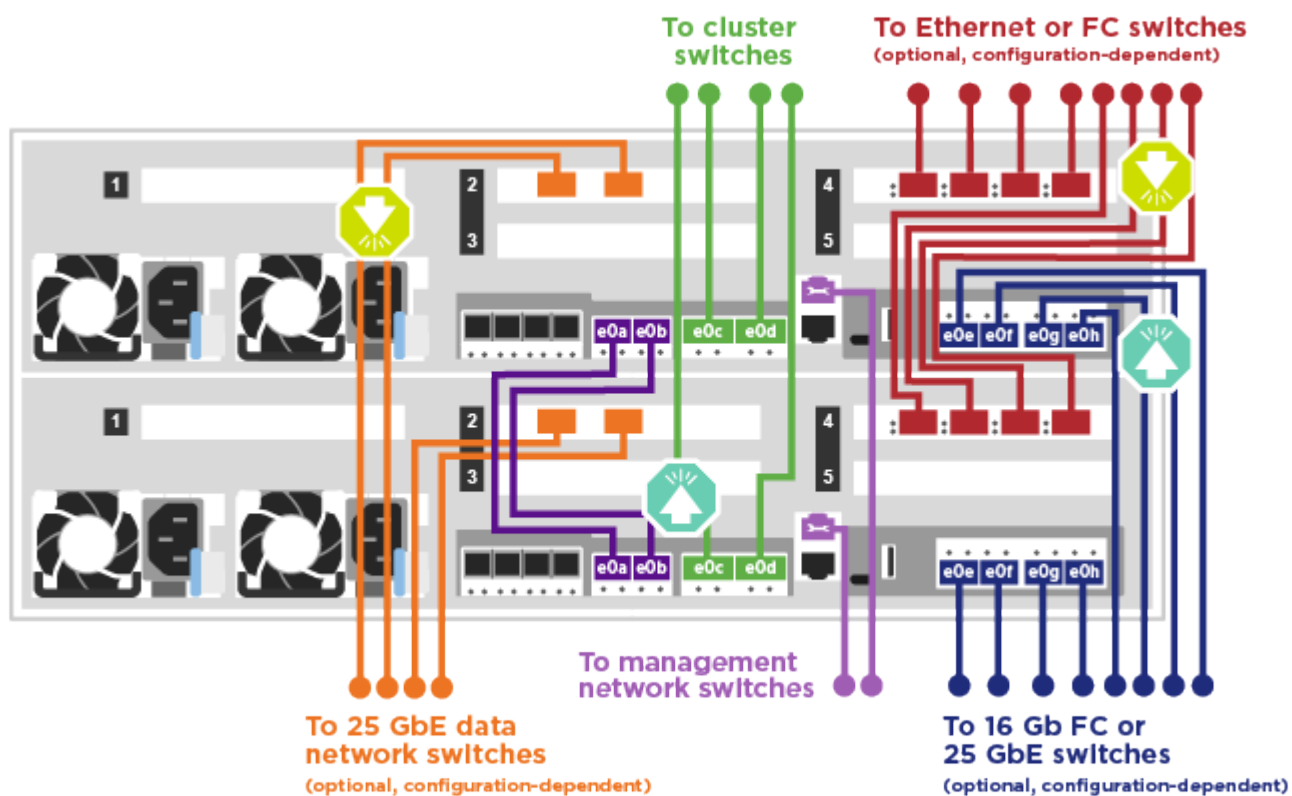 To cluster
switches
To Ethernet or FC switches
(optional, configuration-dependent)
1
2
3
4
5
e0a e0b e0c e0d
e0e e0f e0g e0h
1
2
3
4
5
e0a e0b e0c e0d
e0e e0f e0g e0h
To management
network switches
To 25 GbE data
network switches
(optional, configuration-dependent)
To 16 Gb FC or
25 GbE switches
(optional, configuration-dependent)